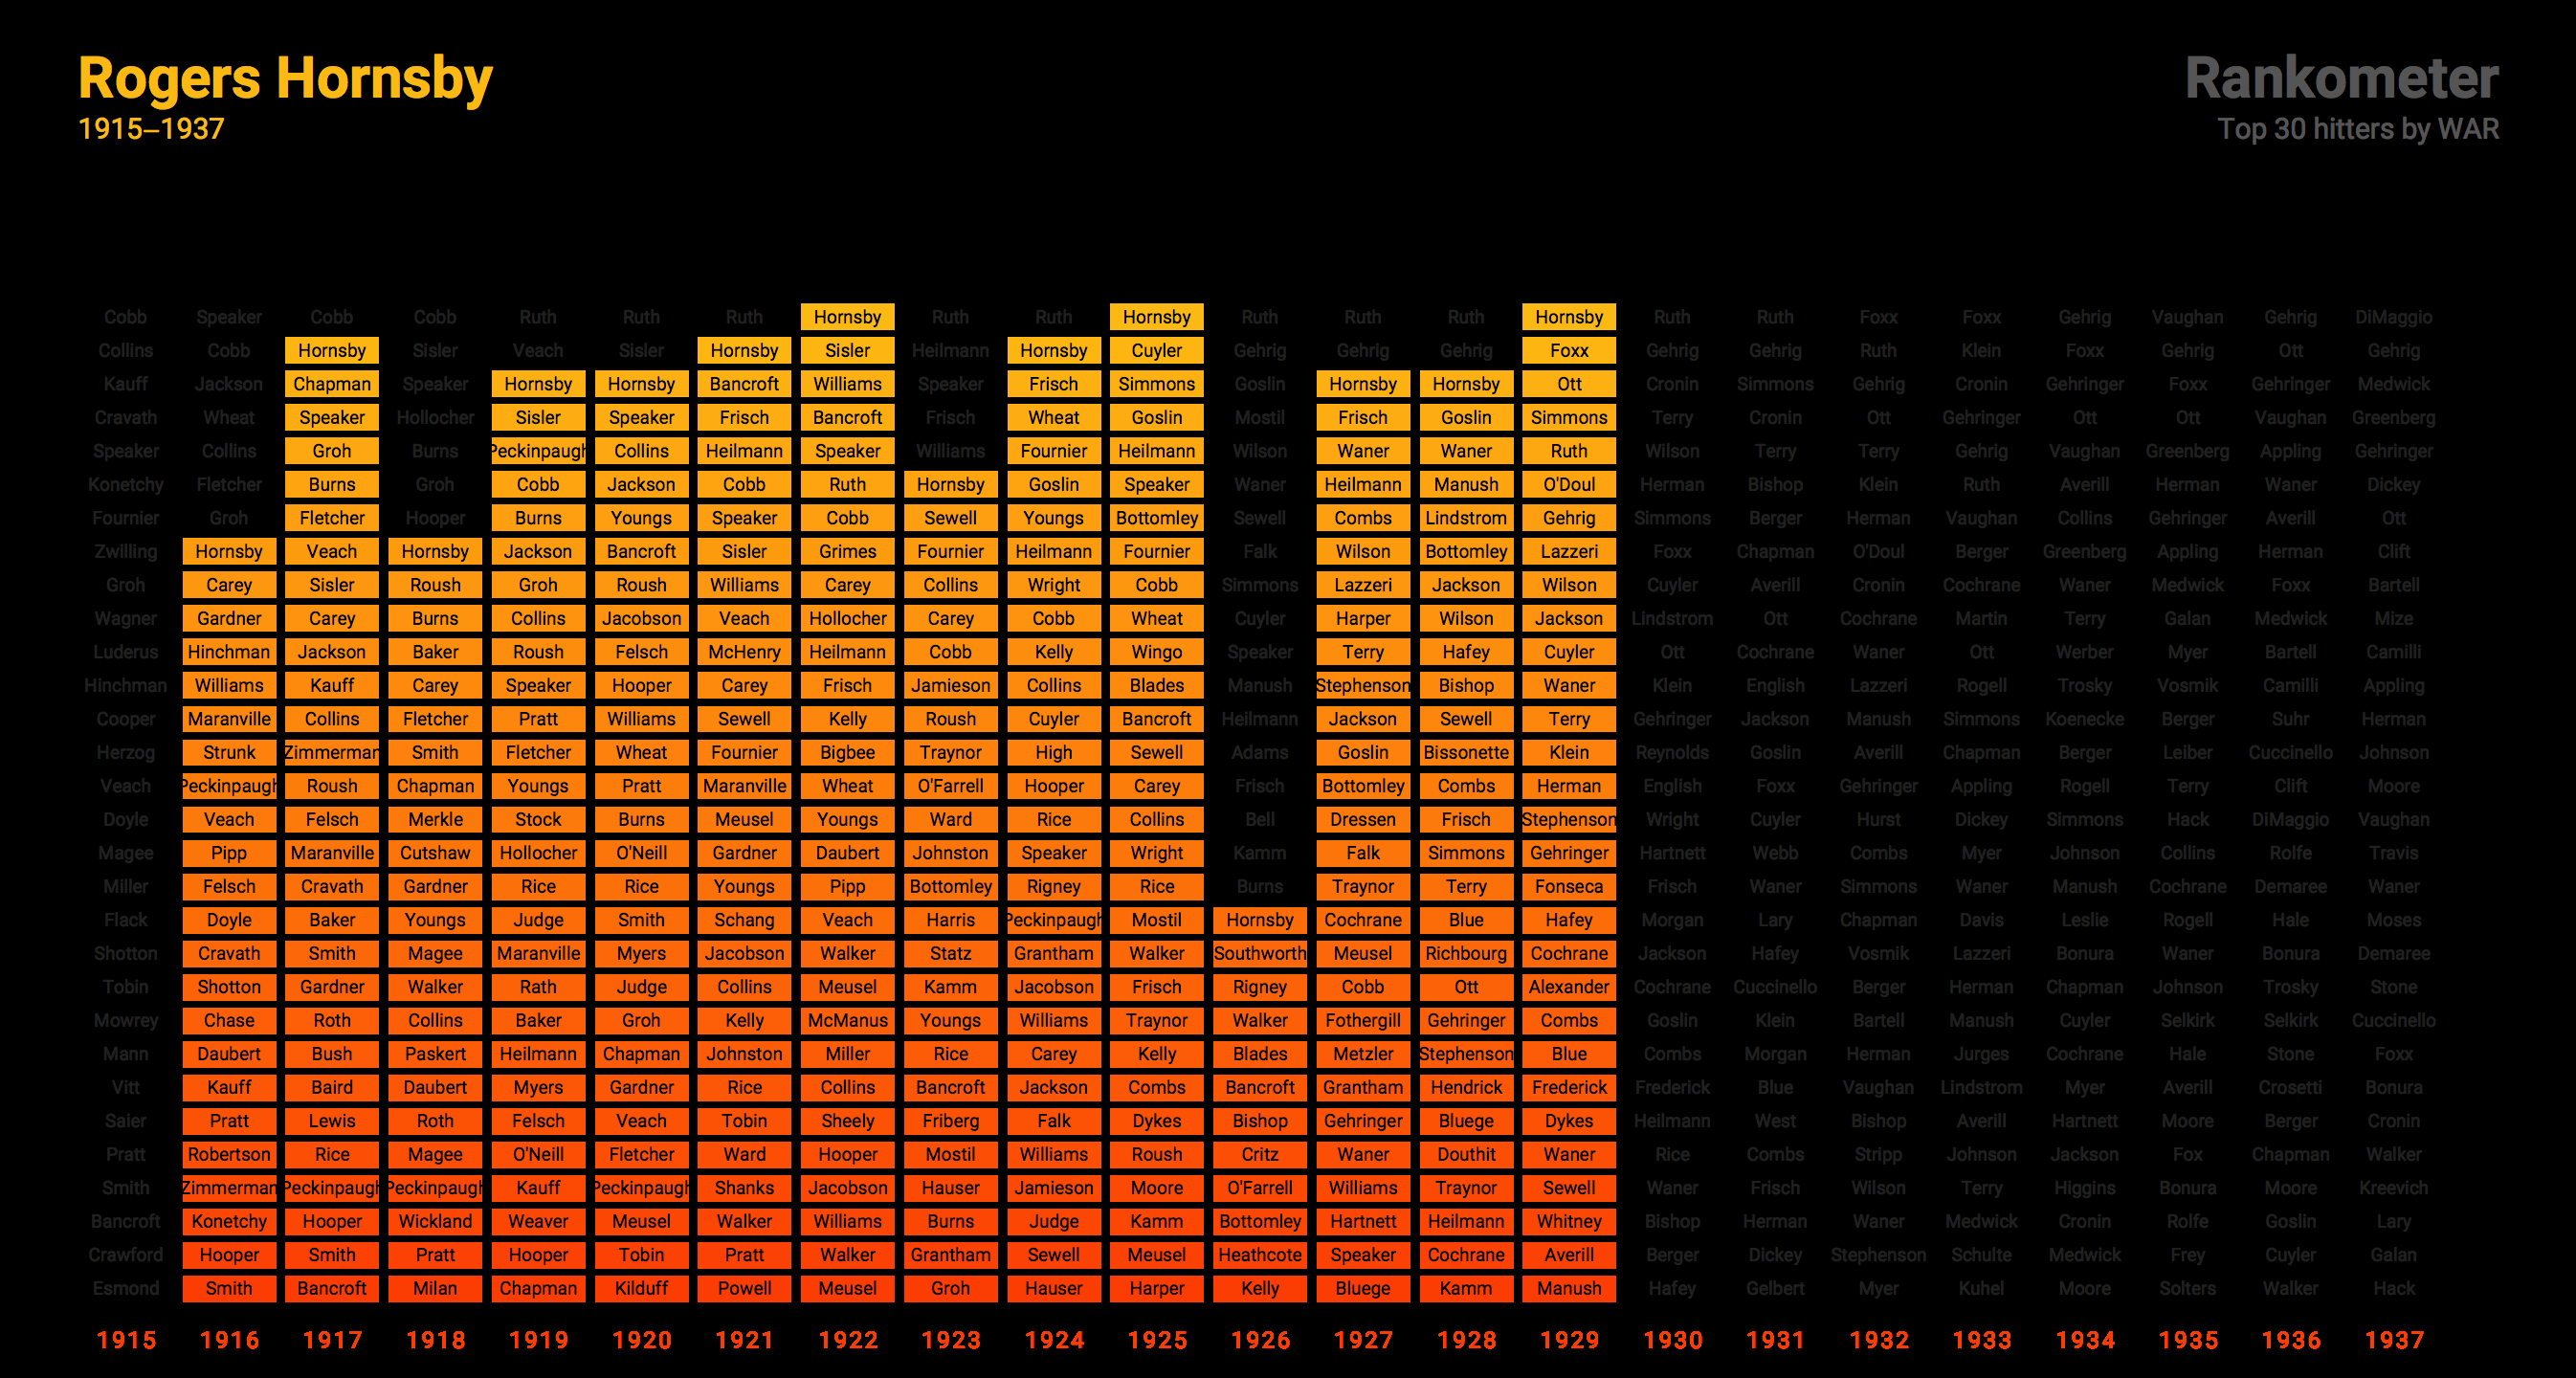 Rogers Hornsby
1915–1937
Rankometer
Top 30 hitters by WAR
Cobb Speaker Cobb Cobb Ruth Ruth Ruth Hornsby Ruth Ruth Hornsby Ruth Ruth Ruth Hornsby Ruth Ruth Foxx Foxx Gehrig Vaughan Gehrig DiMaggio
Collins Cobb Hornsby Sisler Veach Sisler Hornsby Sisler Heilmann Hornsby Cuyler Gehrig Gehrig Gehrig Foxx Gehrig Gehrig Ruth Klein Foxx Gehrig Ott Gehrig
Kauff Jackson Chapman Speaker Hornsby Hornsby Bancroft Williams Speaker Frisch Simmons Goslin Hornsby Hornsby Ott Cronin Simmons Gehrig Cronin Gehringer Foxx Gehringer Medwick
Cravath Wheat Speaker Hollocher Sisler Speaker Frisch Bancroft Frisch Wheat Goslin Mostil Frisch Goslin Simmons Terry Cronin Ott Gehringer Ott Ott Vaughan Greenberg
Speaker Collins Groh Burns Peckinpaugh Collins Heilmann Speaker Williams Fournier Heilmann Wilson Waner Waner Ruth Wilson Terry Terry Gehrig Vaughan Greenberg Appling Gehringer
Konetchy Fletcher Burns Groh Cobb Jackson Cobb Ruth Hornsby Goslin Speaker Waner Heilmann Manush O'Doul Herman Bishop Klein Ruth Averill Herman Waner Dickey
Fournier Groh Fletcher Hooper Burns Youngs Speaker Cobb Sewell Youngs Bottomley Sewell Combs Lindstrom Gehrig Simmons Berger Herman Vaughan Collins Gehringer Averill Ott
Zwilling Hornsby Veach Hornsby Jackson Bancroft Sisler Grimes Fournier Heilmann Fournier Falk Wilson Bottomley Lazzeri Foxx Chapman O'Doul Berger Greenberg Appling Herman Clift
Groh Carey Sisler Roush Groh Roush Williams Carey Collins Wright Cobb Simmons Lazzeri Jackson Wilson Cuyler Averill Cronin Cochrane Waner Medwick Foxx Bartell
Wagner Gardner Carey Burns Collins Jacobson Veach Hollocher Carey Cobb Wheat Cuyler Harper Wilson Jackson Lindstrom Ott Cochrane Martin Terry Galan Medwick Mize
Luderus Hinchman Jackson Baker Roush Felsch McHenry Heilmann Cobb Kelly Wingo Speaker Terry Hafey Cuyler Ott Cochrane Waner Ott Werber Myer Bartell Camilli
Hinchman Williams Kauff Carey Speaker Hooper Carey Frisch Jamieson Collins Blades Manush Stephenson Bishop Waner Klein English Lazzeri Rogell Trosky Vosmik Camilli Appling
Cooper Maranville Collins Fletcher Pratt Williams Sewell Kelly Roush Cuyler Bancroft Heilmann Jackson Sewell Terry Gehringer Jackson Manush Simmons Koenecke Berger Suhr Herman
Herzog Strunk Zimmerman Smith Fletcher Wheat Fournier Bigbee Traynor High Sewell Adams Goslin Bissonette Klein Reynolds Goslin Averill Chapman Berger Leiber Cuccinello Johnson
Veach Peckinpaugh Roush Chapman Youngs Pratt Maranville Wheat O'Farrell Hooper Carey Frisch Bottomley Combs Herman English Foxx Gehringer Appling Rogell Terry Clift Moore
Doyle Veach Felsch Merkle Stock Burns Meusel Youngs Ward Rice Collins Bell Dressen Frisch Stephenson Wright Cuyler Hurst Dickey Simmons Hack DiMaggio Vaughan
Magee Pipp Maranville Cutshaw Hollocher O'Neill Gardner Daubert Johnston Speaker Wright Kamm Falk Simmons Gehringer Hartnett Webb Combs Myer Johnson Collins Rolfe Travis
Miller Felsch Cravath Gardner Rice Rice Youngs Pipp Bottomley Rigney Rice Burns Traynor Terry Fonseca Frisch Waner Simmons Waner Manush Cochrane Demaree Waner
Flack Doyle Baker Youngs Judge Smith Schang Veach Harris Peckinpaugh Mostil Hornsby Cochrane Blue Hafey Morgan Lary Chapman Davis Leslie Rogell Hale Moses
Shotton Cravath Smith Magee Maranville Myers Jacobson Walker Statz Grantham Walker Southworth Meusel Richbourg Cochrane Jackson Hafey Vosmik Lazzeri Bonura Waner Bonura Demaree
Tobin Shotton Gardner Walker Rath Judge Collins Meusel Kamm Jacobson Frisch Rigney Cobb Ott Alexander Cochrane Cuccinello Berger Herman Chapman Johnson Trosky Stone
Mowrey Chase Roth Collins Baker Groh Kelly McManus Youngs Williams Traynor Walker Fothergill Gehringer Combs Goslin Klein Bartell Manush Cuyler Selkirk Selkirk Cuccinello
Mann Daubert Bush Paskert Heilmann Chapman Johnston Miller Rice Carey Kelly Blades Metzler Stephenson Blue Combs Morgan Herman Jurges Cochrane Hale Stone Foxx
Vitt Kauff Baird Daubert Myers Gardner Rice Collins Bancroft Jackson Combs Bancroft Grantham Hendrick Frederick Frederick Blue Vaughan Lindstrom Myer Averill Crosetti Bonura
Saier Pratt Lewis Roth Felsch Veach Tobin Sheely Friberg Falk Dykes Bishop Gehringer Bluege Dykes Heilmann West Bishop Averill Hartnett Moore Berger Cronin
Pratt Robertson Rice Magee O'Neill Fletcher Ward Hooper Mostil Williams Roush Critz Waner Douthit Waner Rice Combs Stripp Johnson Jackson Fox Chapman Walker
Smith Zimmerman Peckinpaugh Peckinpaugh Kauff Peckinpaugh Shanks Jacobson Hauser Jamieson Moore O'Farrell Williams Traynor Sewell Waner Frisch Wilson Terry Higgins Bonura Moore Kreevich
Bancroft Konetchy Hooper Wickland Weaver Meusel Walker Williams Burns Judge Kamm Bottomley Hartnett Heilmann Whitney Bishop Herman Waner Medwick Cronin Rolfe Goslin Lary
Crawford Hooper Smith Pratt Hooper Tobin Pratt Walker Grantham Sewell Meusel Heathcote Speaker Cochrane Averill Berger Dickey Stephenson Schulte Medwick Frey Cuyler Galan
Esmond Smith Bancroft Milan Chapman Kilduff Powell Meusel Groh Hauser Harper Kelly Bluege Kamm Manush Hafey Gelbert Myer Kuhel Moore Solters Walker Hack
1915 1916 1917 1918 1919 1920 1921 1922 1923 1924 1925 1926 1927 1928 1929 1930 1931 1932 1933 1934 1935 1936 1937